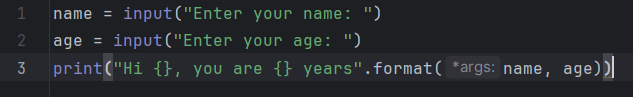 1 name = input("Enter your name: ")
2 age = input("Enter your age: ")
3 print("Hi {}, you are {} years".format( *args: name, age))